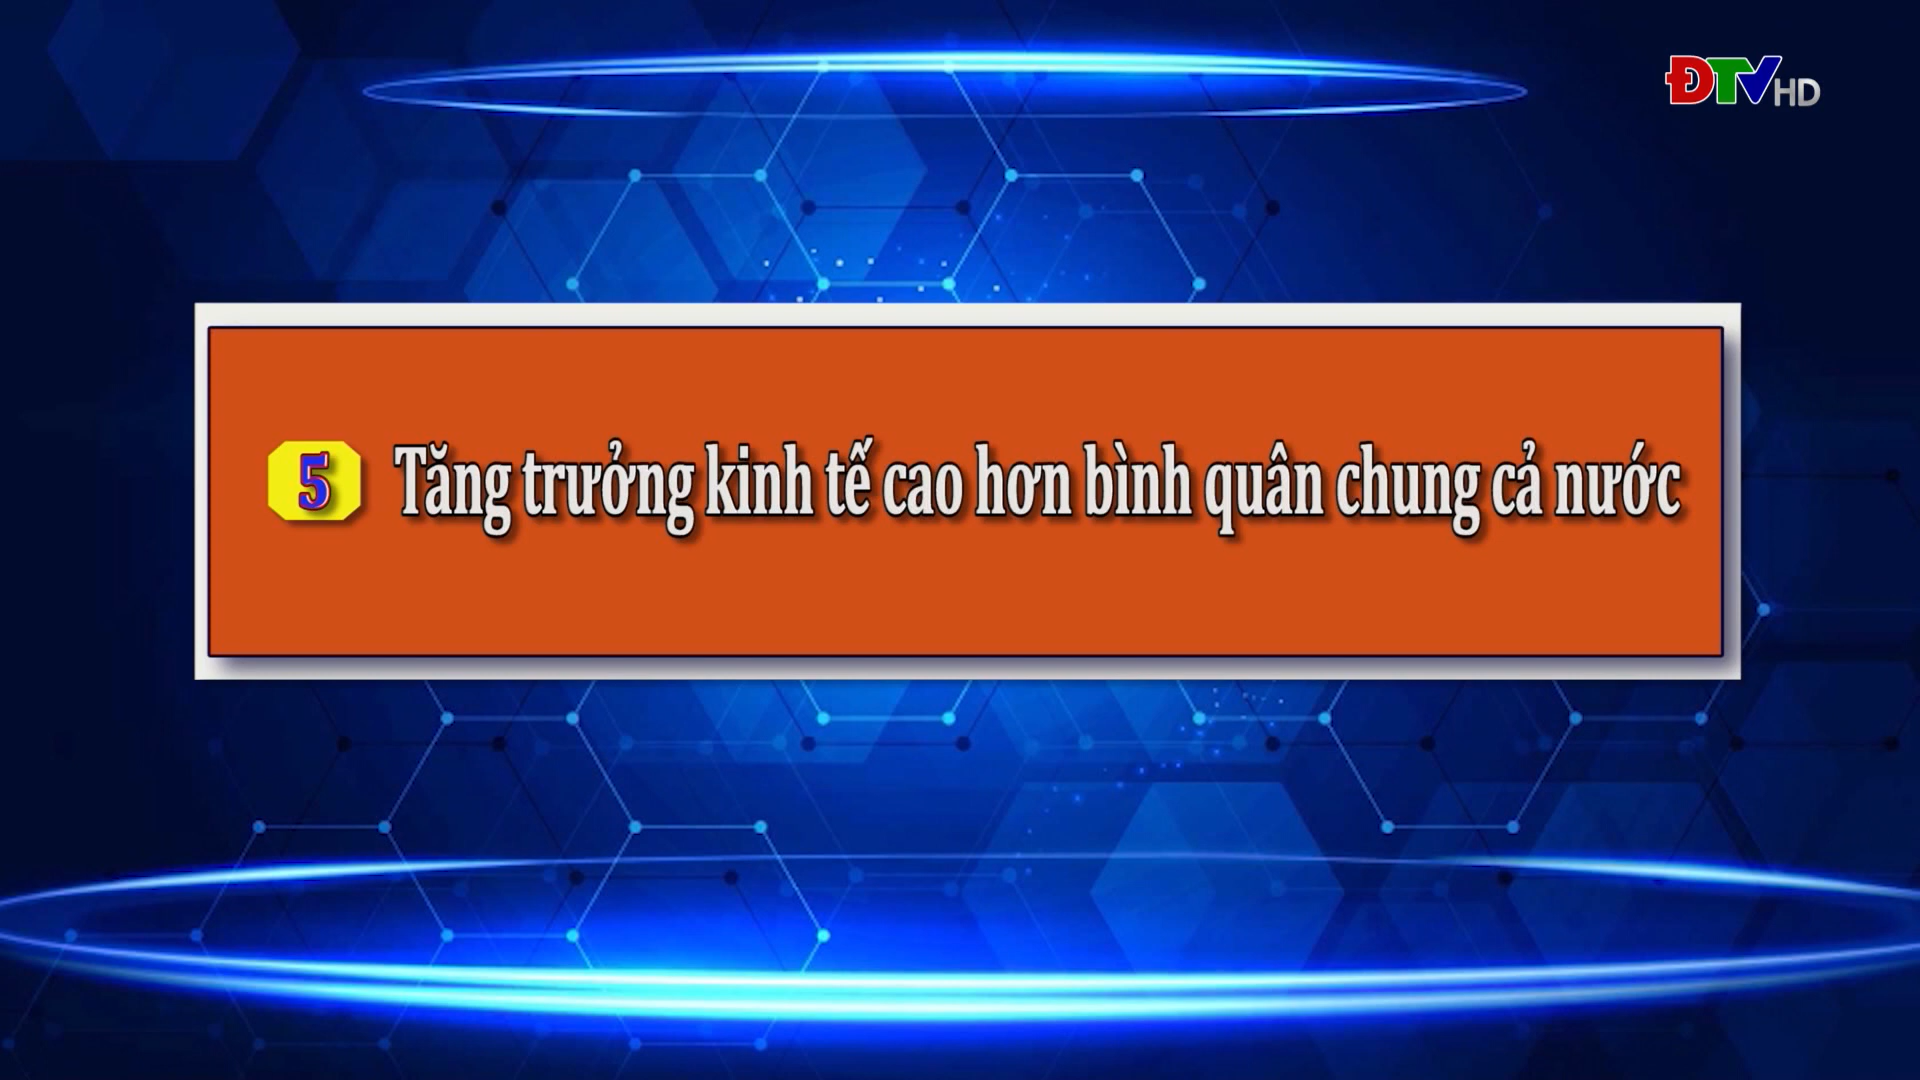 ĐTV HD
5 Tăng trưởng kinh tế cao hơn bình quân chung cả nước